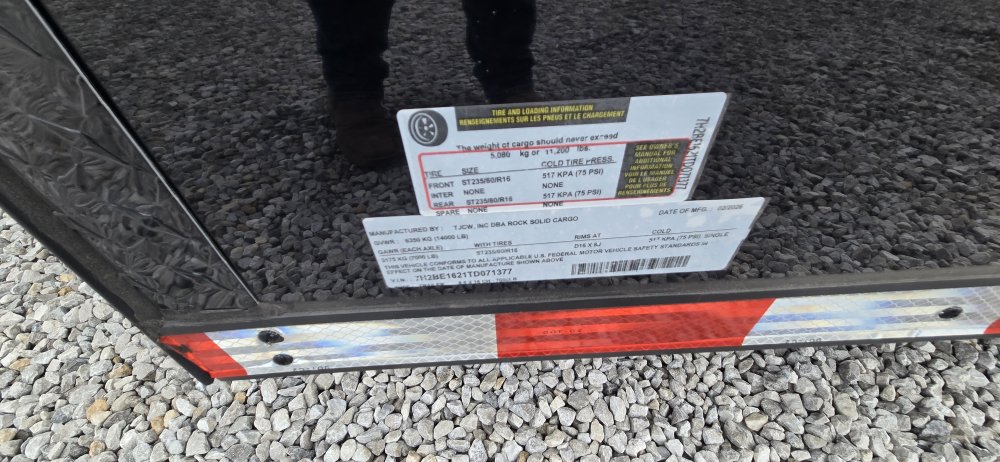 TIRE AND LOADING INFORMATION
RENSEIGNEMENTS SUR LES PNEUS ET LE CHARGEMENT
The weight of cargo should never exceed
5,080 kg or 11,200 lbs.
TIRE SIZE COLD TIRE PRESS.
FRONT ST235/80/R16 517 KPA (75 PSI)
INTER NONE NONE
REAR ST235/80/R16 517 KPA (75 PSI)
SPARE NONE NONE
SEE OWNER'S
MANUAL FOR
ADDITIONAL
INFORMATION
VOIR LE MANUEL
DE L'USAGER
POUR PLUS DE
RENSEIGNEMENTS
MANUFACTURED BY : TJCW, INC DBA ROCK SOLID CARGO DATE OF MFG. : 02/2026
GVWR : 6350 KG (14000 LB)
GAWR (EACH AXLE) WITH TIRES RIMS AT COLD
3175 KG (7000 LB) ST235/80/R16 D16 X 6J 517 KPA (75 PSI), SINGLE
THIS VEHICLE CONFORMS TO ALL APPLICABLE U.S. FEDERAL MOTOR VEHICLE SAFETY STANDARDS IN
EFFECT ON THE DATE OF MANUFACTURE SHOWN ABOVE
V.I.N. : 7H2BE1621TD071377